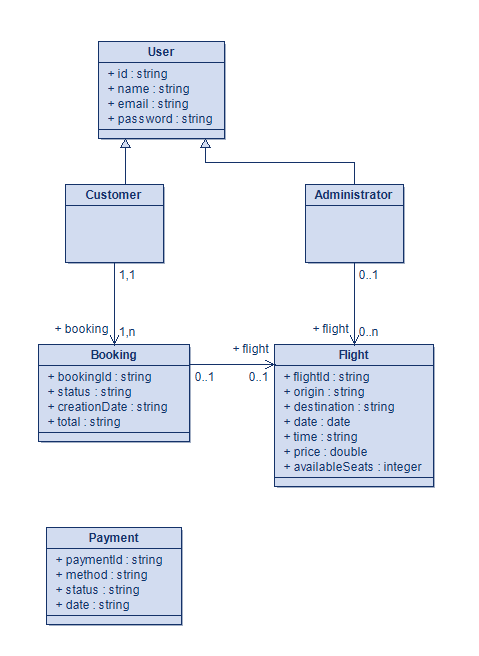 User
+ id : string
+ name : string
+ email : string
+ password : string
Customer
Administrator
1,1
0..1
+ booking
1,n
+ flight
0..n
Booking
+ bookingId : string
+ status : string
+ creationDate : string
+ total : string
+ flight
0..1
0..1
Flight
+ flightId : string
+ origin : string
+ destination : string
+ date : date
+ time : string
+ price : double
+ availableSeats : integer
Payment
+ paymentId : string
+ method : string
+ status : string
+ date : string